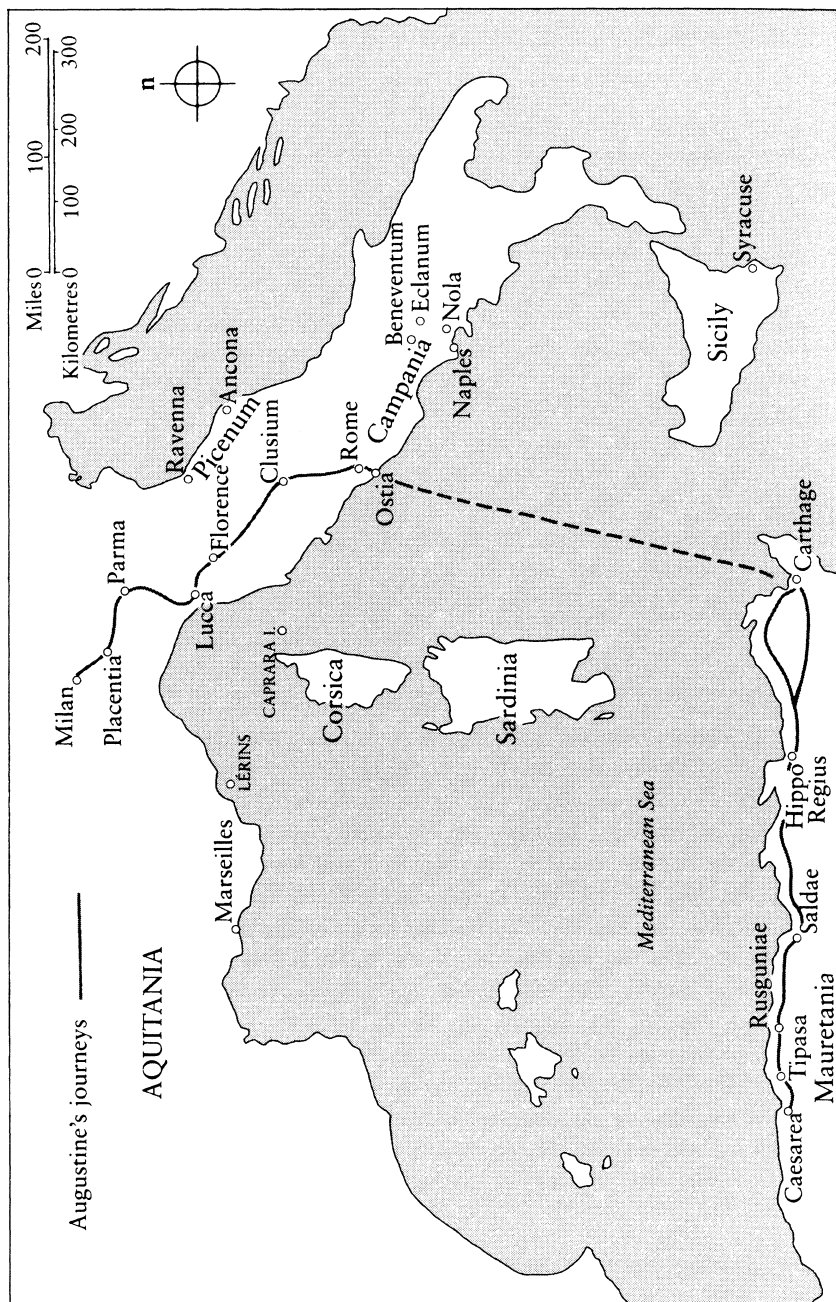 Augustine's journeys
Miles 0 100 200
Kilometres 0 100 200 300
n
AQUITANIA
Milan
Placentia
Parma
Marseilles
LÉRINS
Lucca
Florence
Ravenna
Picenum
Ancona
CAPRARA I.
Clusium
Corsica
Rome
Ostia
Campania
Beneventum
Eclanum
Nola
Naples
Sardinia
Mediterranean Sea
Sicily
Syracuse
Carthage
Hippo
Regius
Saldae
Rusguniae
Tipasa
Caesarea
Mauretania